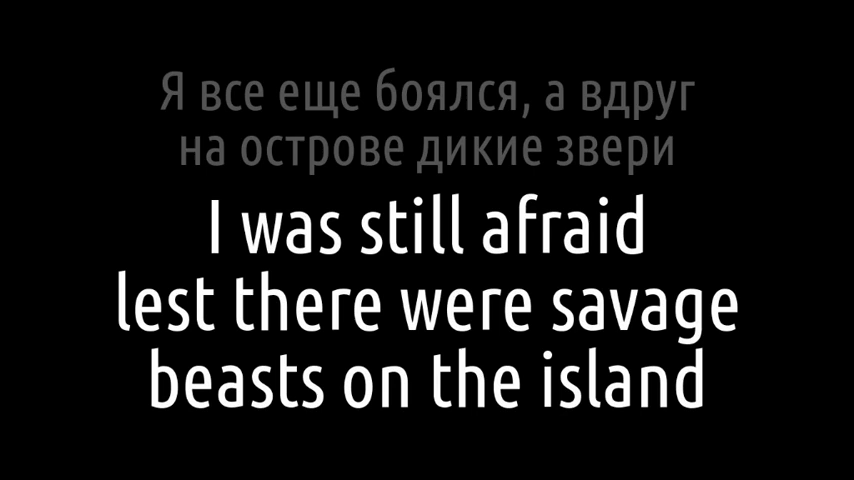 Я все еще боялся, а вдруг
на острове дикие звери
I was still afraid
lest there were savage
beasts on the island